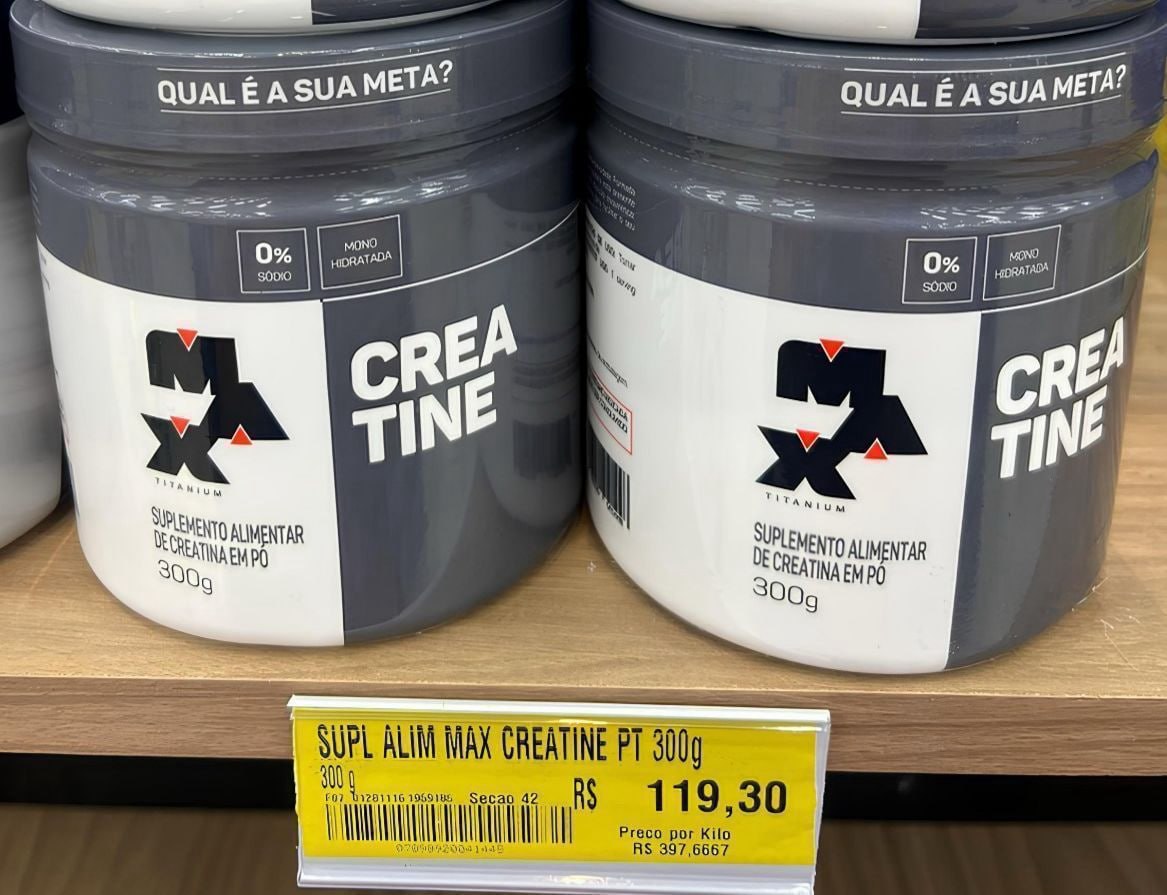 QUAL É A SUA META?
0%
SÓDIO
MONO
HIDRATADA
CREA
TINE
MAX
TITANIUM
SUPLEMENTO ALIMENTAR
DE CREATINA EM PÓ
300g
QUAL É A SUA META?
0%
SÓDIO
MONO
HIDRATADA
CREA
TINE
MAX
TITANIUM
SUPLEMENTO ALIMENTAR
DE CREATINA EM PÓ
300g
SUPL ALIM MAX CREATINE PT 300g
300 g
Secao 42
R$ 119,30
Preco por Kilo
R$ 397,6667